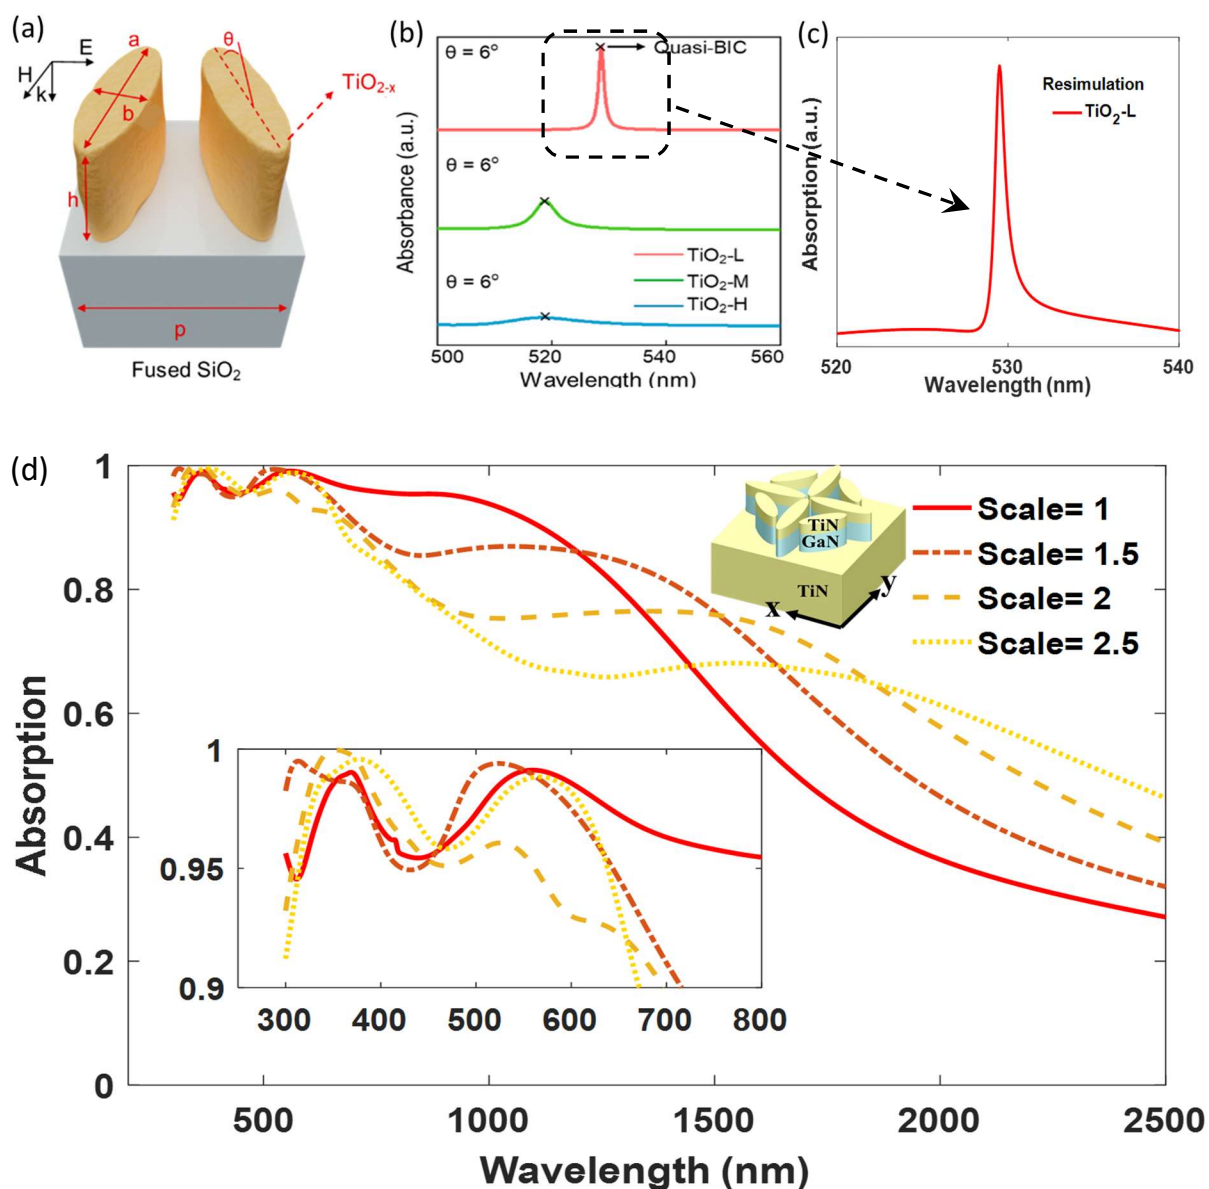 (a)
a
θ
E
H
k
b
TiO2-x
h
p
Fused SiO2
(b)
θ = 6°
Quasi-BIC
θ = 6°
θ = 6°
TiO2-L
TiO2-M
TiO2-H
Absorbance (a.u.)
500 520 540 560
Wavelength (nm)
(c)
Resimulation
TiO2-L
Absorption (a.u.)
520 530 540
Wavelength (nm)
(d)
1
0.8
0.6
0.4
0.2
0
Absorption
500 1000 1500 2000 2500
Wavelength (nm)
TiN
GaN
TiN
x
y
Scale= 1
Scale= 1.5
Scale= 2
Scale= 2.5
1
0.95
0.9
300 400 500 600 700 800